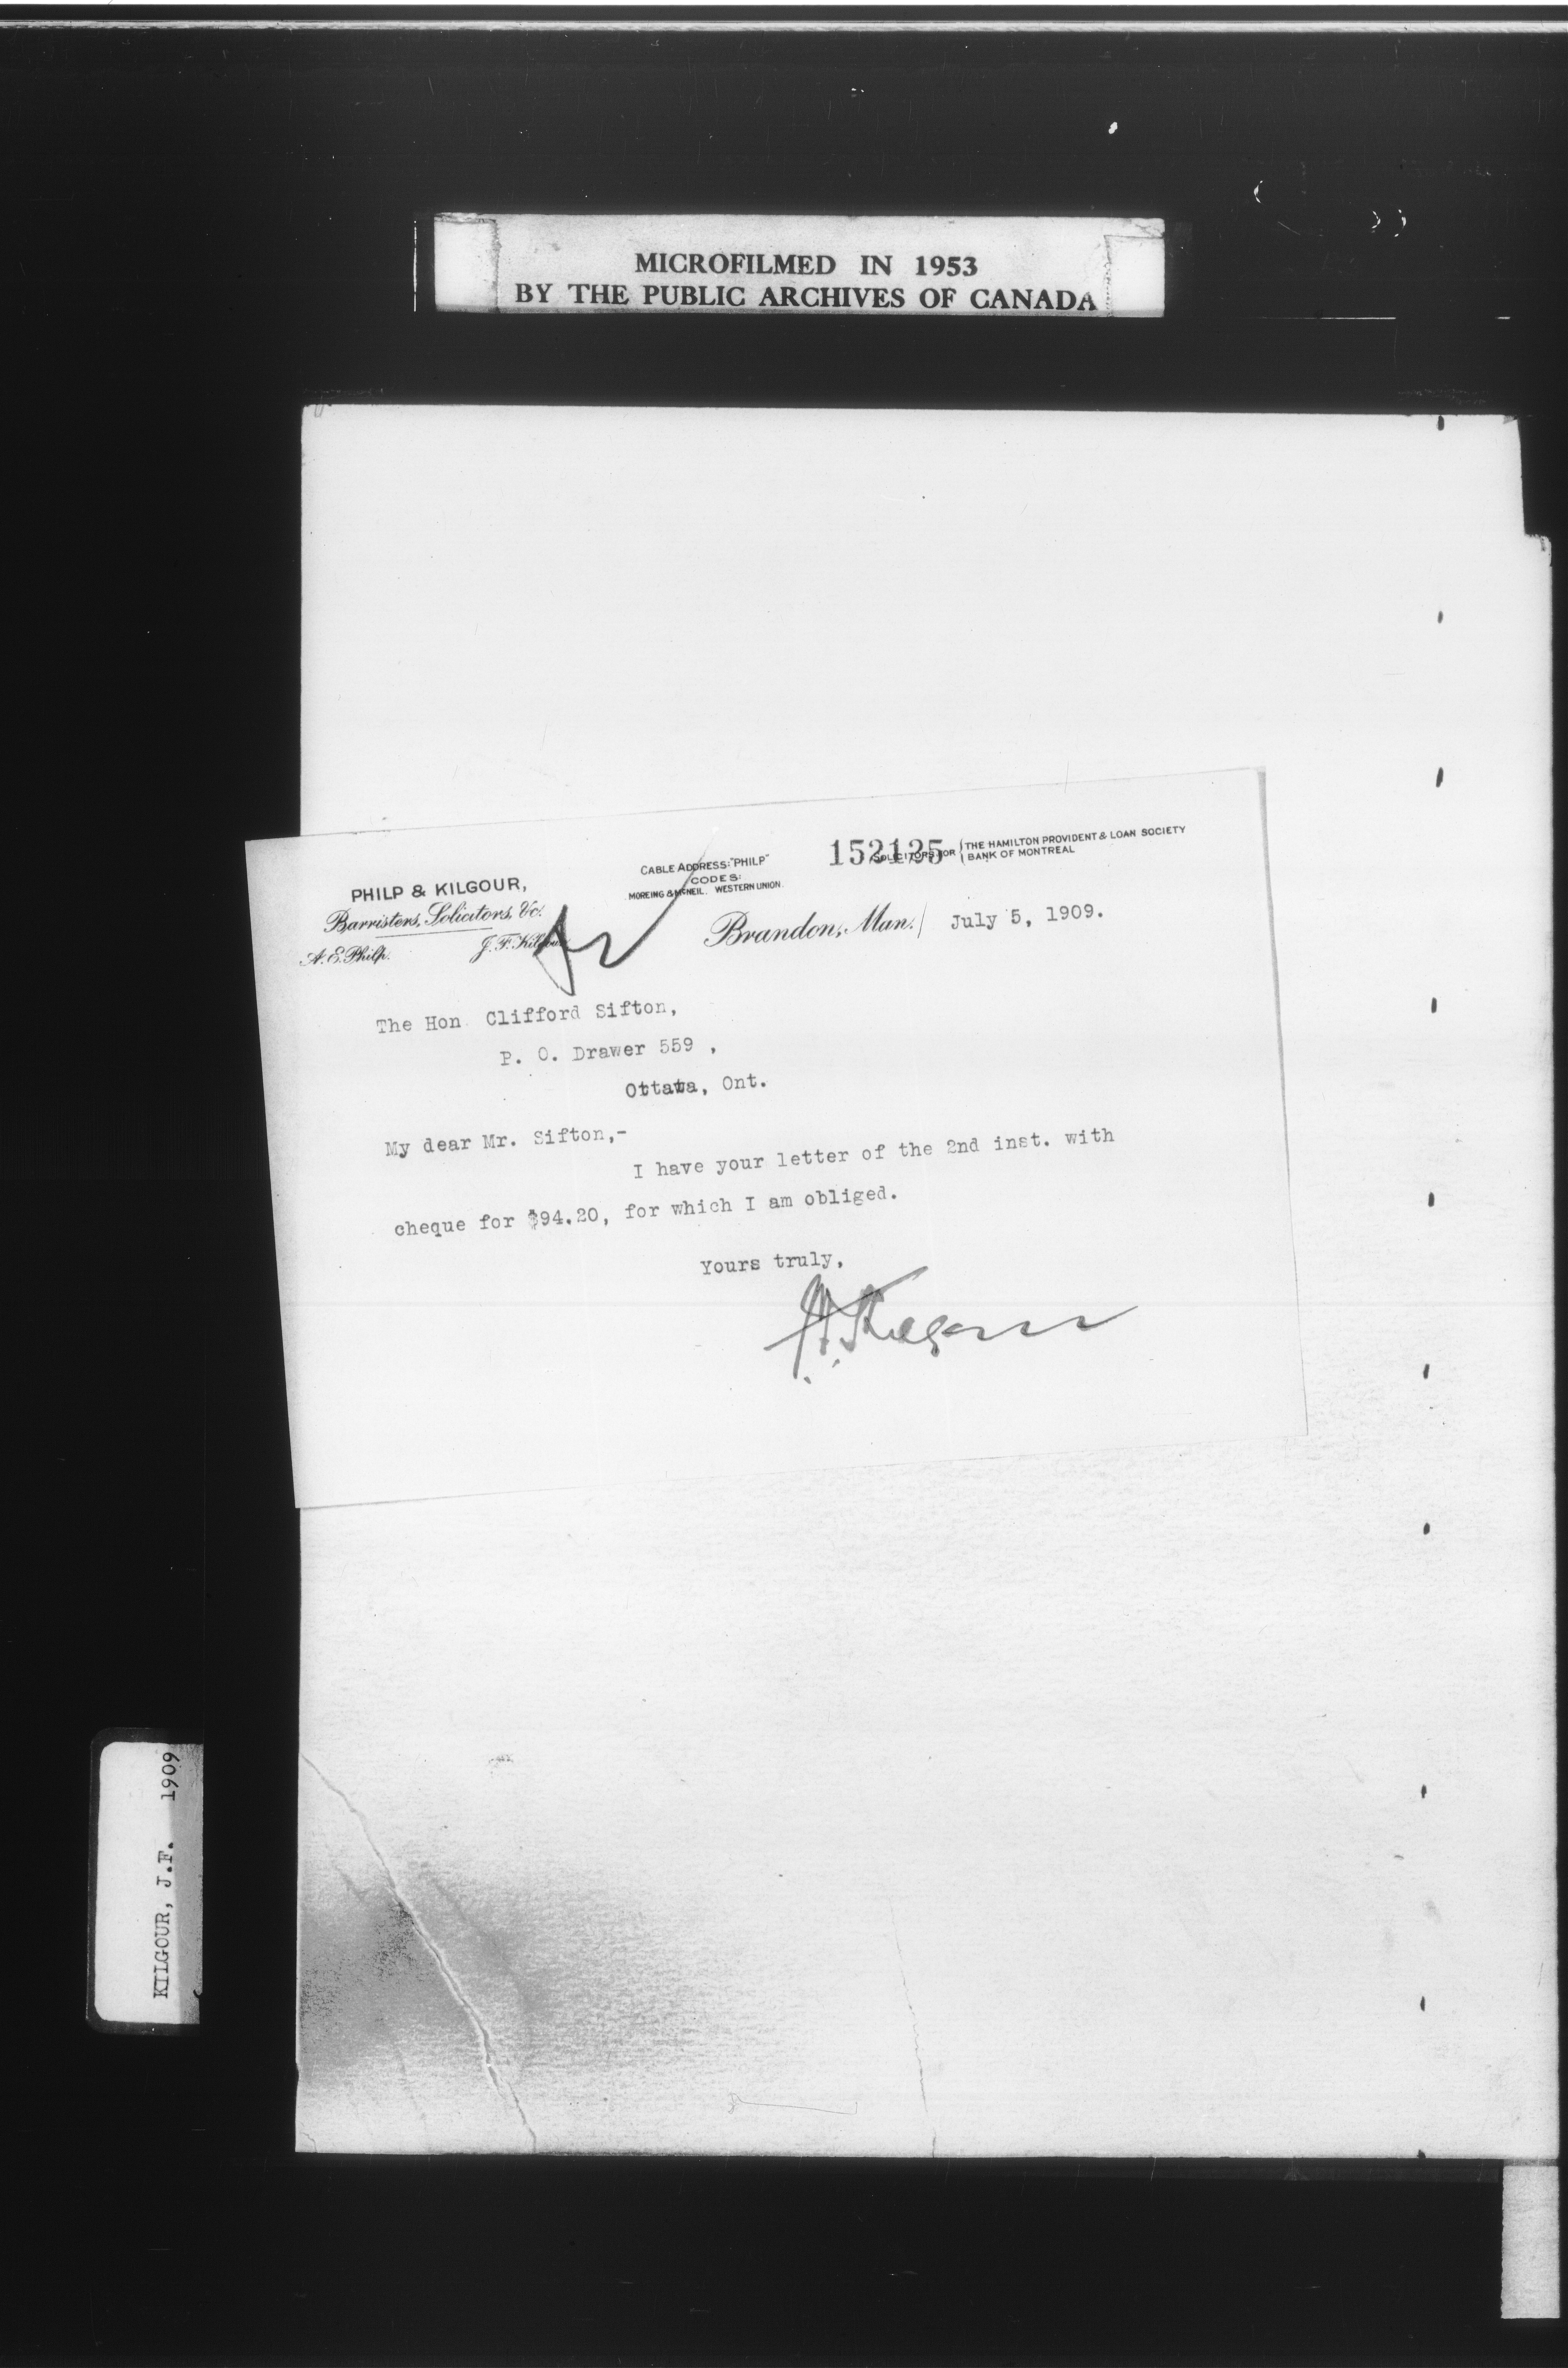 MICROFILMED IN 1953
BY THE PUBLIC ARCHIVES OF CANADA
152125
PHILP & KILGOUR,
Barristers, Solicitors, &c.
A. E. Philp.
J. F. Kilgour
CABLE ADDRESS: "PHILP"
CODES:
MOREING & McNEIL. WESTERN UNION.
SOLICITORS FOR { THE HAMILTON PROVIDENT & LOAN SOCIETY
BANK OF MONTREAL
Brandon, Man. July 5, 1909.
The Hon. Clifford Sifton,
P. O. Drawer 559 ,
Ottawa, Ont.
My dear Mr. Sifton,-
I have your letter of the 2nd inst. with
cheque for $94.20, for which I am obliged.
Yours truly,
J.F. Kilgour
KILGOUR, J.F. 1909